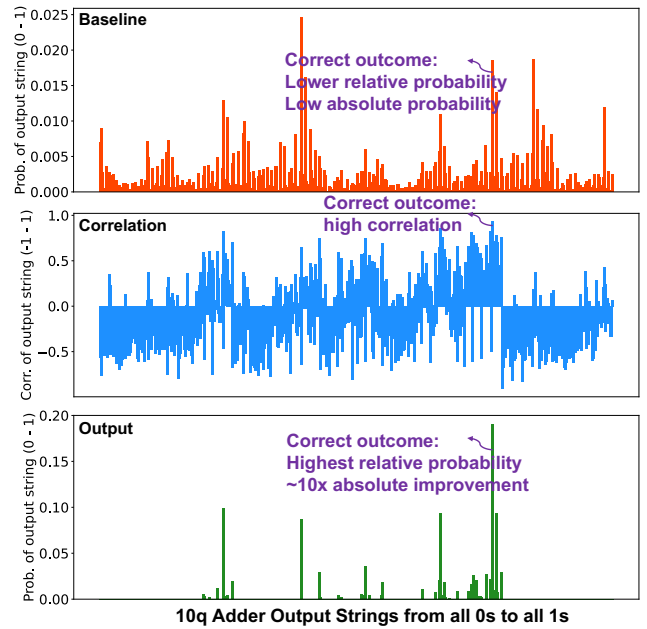 Baseline
Prob. of output string (0 - 1)
0.025
0.020
0.015
0.010
0.005
0.000
Correct outcome:
Lower relative probability
Low absolute probability
Correlation
Corr. of output string (-1 - 1)
1.0
0.5
0.0
−0.5
Correct outcome:
high correlation
Output
Prob. of output string (0 - 1)
0.20
0.15
0.10
0.05
0.00
Correct outcome:
Highest relative probability
~10x absolute improvement
10q Adder Output Strings from all 0s to all 1s